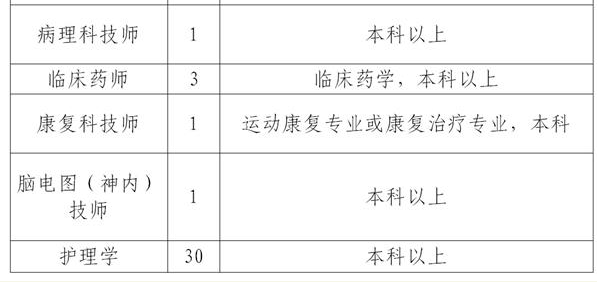 病理科技师 1 本科以上
临床药师 3 临床药学，本科以上
康复科技师 1 运动康复专业或康复治疗专业，本科
脑电图（神内）
技师 1 本科以上
护理学 30 本科以上